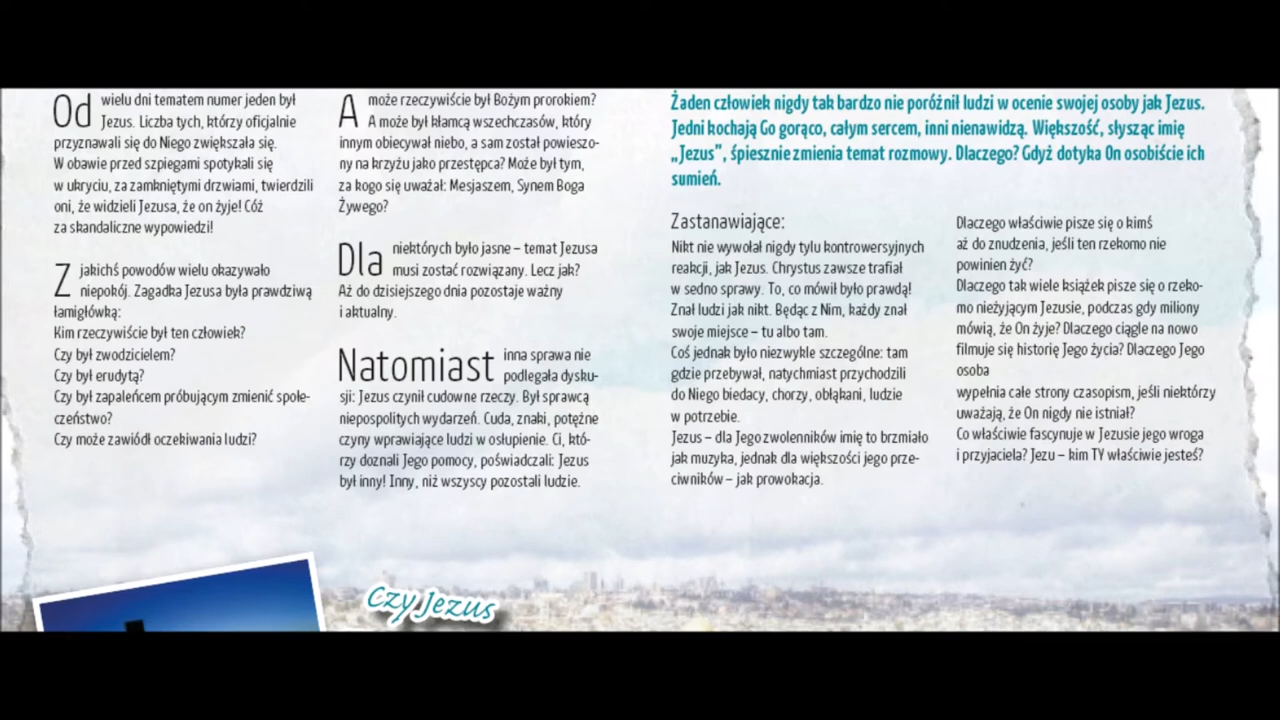 Od wielu dni tematem numer jeden był
Jezus. Liczba tych, którzy oficjalnie
przyznawali się do Niego zwiększała się.
W obawie przed szpiegami spotykali się
w ukryciu, za zamkniętymi drzwiami, twierdzili
oni, że widzieli Jezusa, że on żyje! Cóż
za skandaliczne wypowiedzi!
Z jakichś powodów wielu okazywało
niepokój. Zagadka Jezusa była prawdziwą
łamigłówką:
Kim rzeczywiście był ten człowiek?
Czy był zwodzicielem?
Czy był erudytą?
Czy był zapaleńcem próbującym zmienić społe-
czeństwo?
Czy może zawiódł oczekiwania ludzi?
A może rzeczywiście był Bożym prorokiem?
A może był kłamcą wszechczasów, który
innym obiecywał niebo, a sam został powieszo-
ny na krzyżu jako przestępca? Może był tym,
za kogo się uważał: Mesjaszem, Synem Boga
Żywego?
Dla niektórych było jasne – temat Jezusa
musi zostać rozwiązany. Lecz jak?
Aż do dzisiejszego dnia pozostaje ważny
i aktualny.
Natomiast inna sprawa nie
podlegała dysku-
sji: Jezus czynił cudowne rzeczy. Był sprawcą
niepospolitych wydarzeń. Cuda, znaki, potężne
czyny wprawiające ludzi w osłupienie. Ci, któ-
rzy doznali Jego pomocy, poświadczali: Jezus
był inny! Inny, niż wszyscy pozostali ludzie.
Żaden człowiek nigdy tak bardzo nie poróżnił ludzi w ocenie swojej osoby jak Jezus.
Jedni kochają Go gorąco, całym sercem, inni nienawidzą. Większość, słysząc imię
„Jezus”, śpiesznie zmienia temat rozmowy. Dlaczego? Gdyż dotyka On osobiście ich
sumień.
Zastanawiające:
Nikt nie wywołał nigdy tylu kontrowersyjnych
reakcji, jak Jezus. Chrystus zawsze trafiał
w sedno sprawy. To, co mówił było prawdą!
Znał ludzi jak nikt. Będąc z Nim, każdy znał
swoje miejsce – tu albo tam.
Coś jednak było niezwykle szczególne: tam
gdzie przebywał, natychmiast przychodzili
do Niego biedacy, chorzy, obłąkani, ludzie
w potrzebie.
Jezus – dla Jego zwolenników imię to brzmiało
jak muzyka, jednak dla większości jego prze-
ciwników – jak prowokacja.
Dlaczego właściwie pisze się o kimś
aż do znudzenia, jeśli ten rzekomo nie
powinien żyć?
Dlaczego tak wiele książek pisze się o rzeko-
mo nieżyjącym Jezusie, podczas gdy miliony
mówią, że On żyje? Dlaczego ciągle na nowo
filmuje się historię Jego życia? Dlaczego Jego
osoba
wypełnia całe strony czasopism, jeśli niektórzy
uważają, że On nigdy nie istniał?
Co właściwie fascynuje w Jezusie jego wroga
i przyjaciela? Jezu – kim TY właściwie jesteś?
Czy Jezus